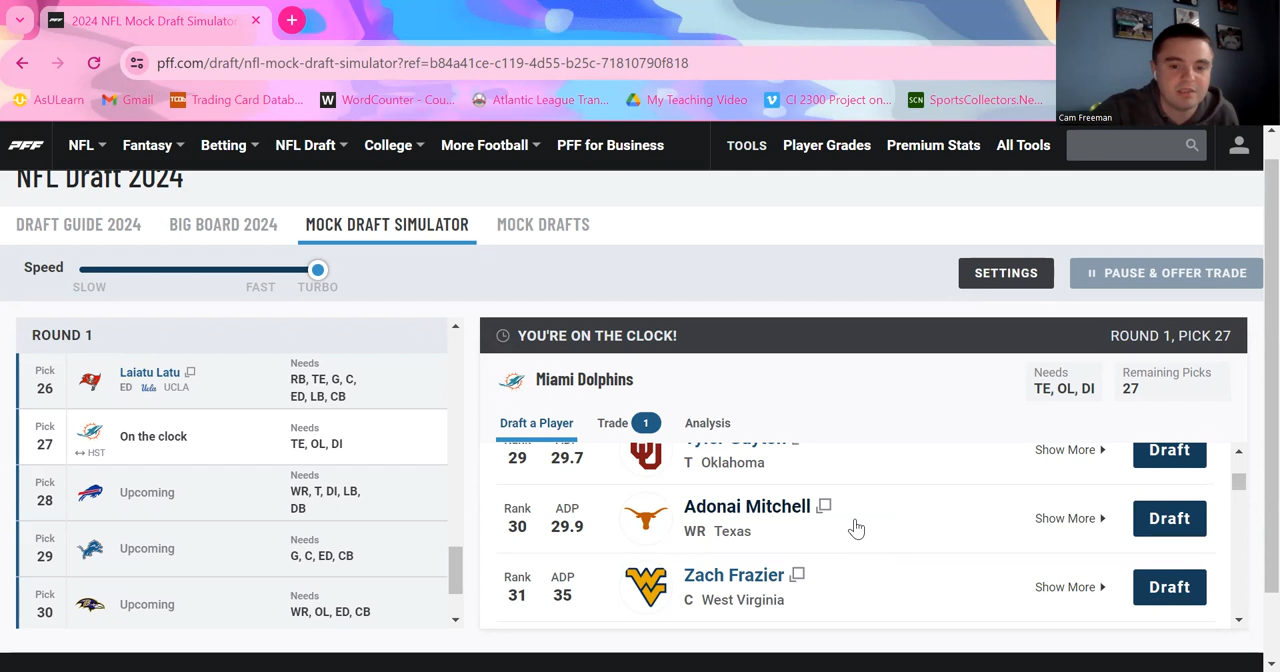 2024 NFL Mock Draft Simulator
pff.com/draft/nfl-mock-draft-simulator?ref=b84a41ce-c119-4d55-b25c-71810790f818
AsULearn Gmail Trading Card Datab... WordCounter - Cou... Atlantic League Tran... My Teaching Video CI 2300 Project on... SportsCollectors.Ne...
Cam Freeman
PFF NFL Fantasy Betting NFL Draft College More Football PFF for Business TOOLS Player Grades Premium Stats All Tools
NFL Draft 2024
DRAFT GUIDE 2024 BIG BOARD 2024 MOCK DRAFT SIMULATOR MOCK DRAFTS
Speed
SLOW FAST TURBO
SETTINGS
PAUSE & OFFER TRADE
ROUND 1
Pick 26
Laiatu Latu
ED Ucla UCLA
Needs
RB, TE, G, C,
ED, LB, CB
Pick 27
HST
On the clock
Needs
TE, OL, DI
Pick 28
Upcoming
Needs
WR, T, DI, LB,
DB
Pick 29
Upcoming
Needs
G, C, ED, CB
Pick 30
Upcoming
Needs
WR, OL, ED, CB
YOU'RE ON THE CLOCK! ROUND 1, PICK 27
Miami Dolphins
Needs
TE, OL, DI
Remaining Picks
27
Draft a Player Trade 1 Analysis
29 29.7
T Oklahoma
Show More Draft
Rank ADP
30 29.9
Adonai Mitchell
WR Texas
Show More Draft
Rank ADP
31 35
Zach Frazier
C West Virginia
Show More Draft